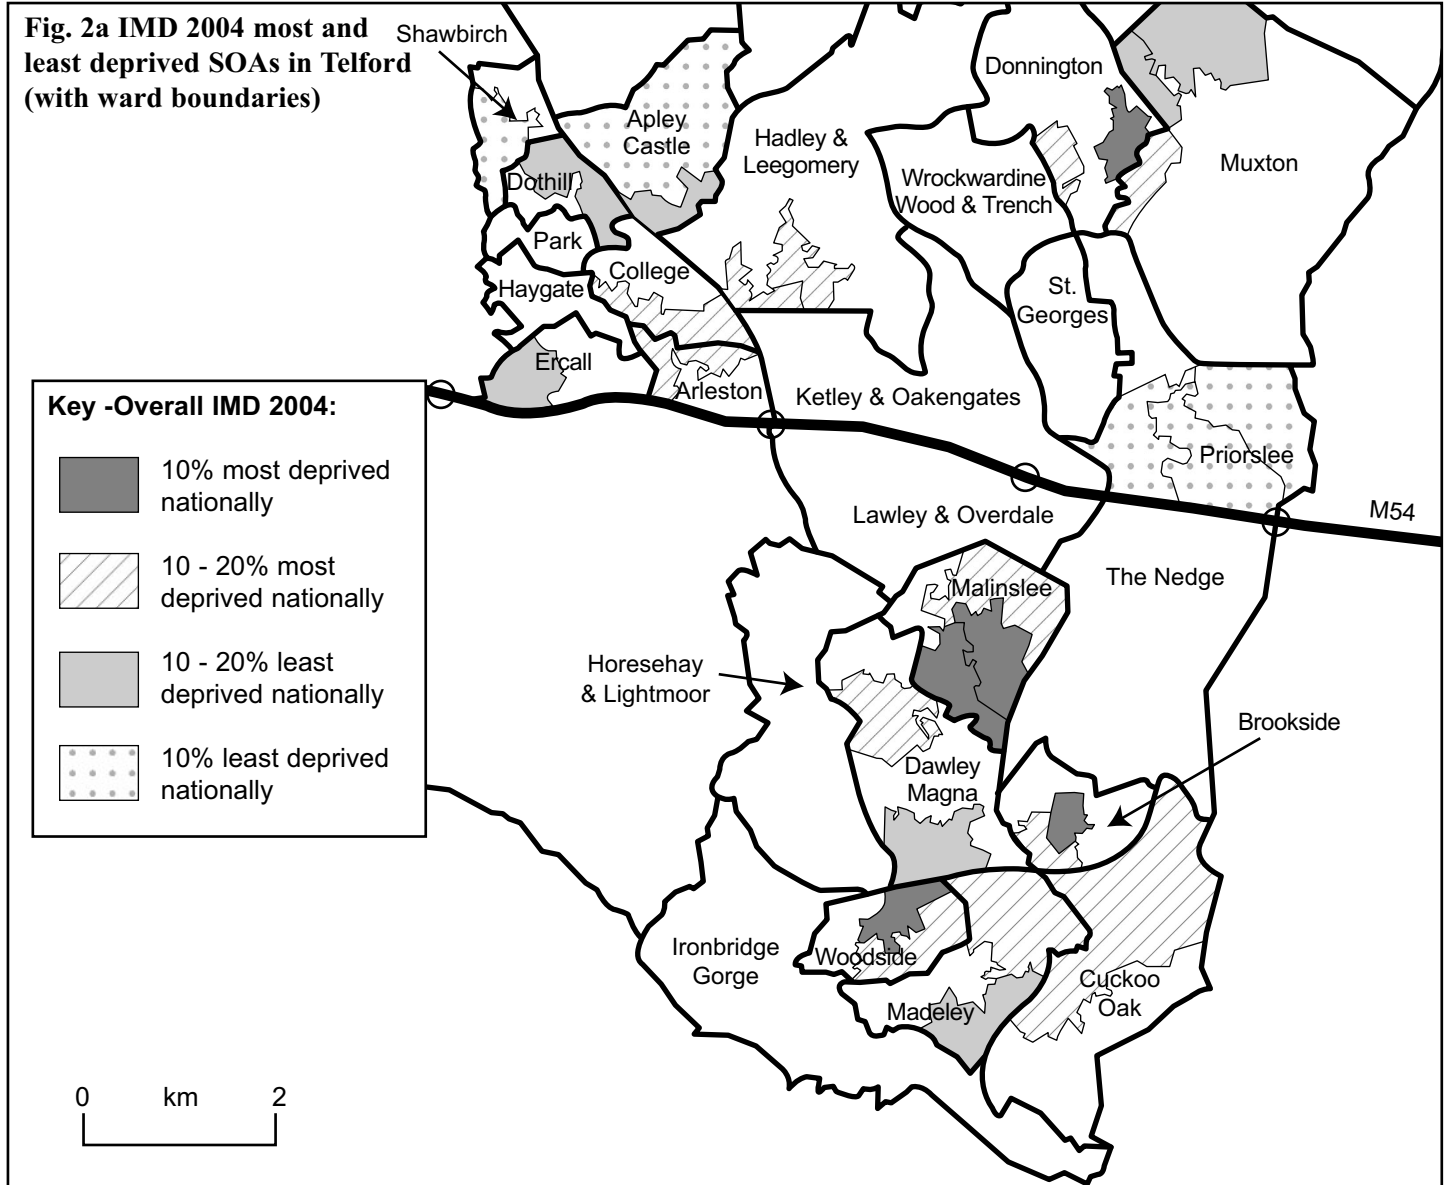 Fig. 2a IMD 2004 most and
least deprived SOAs in Telford
(with ward boundaries)
Shawbirch
Donnington
Apley
Castle
Hadley &
Leegomery
Muxton
Wrockwardine
Wood & Trench
Dothill
Park
College
Haygate
St.
Georges
Ercall
Arleston
Ketley & Oakengates
Priorslee
M54
Key -Overall IMD 2004:
10% most deprived
nationally
10 - 20% most
deprived nationally
10 - 20% least
deprived nationally
10% least deprived
nationally
Lawley & Overdale
The Nedge
Malinslee
Horesehay
& Lightmoor
Brookside
Dawley
Magna
Ironbridge
Gorge
Woodside
Cuckoo
Oak
Madeley
0 km 2